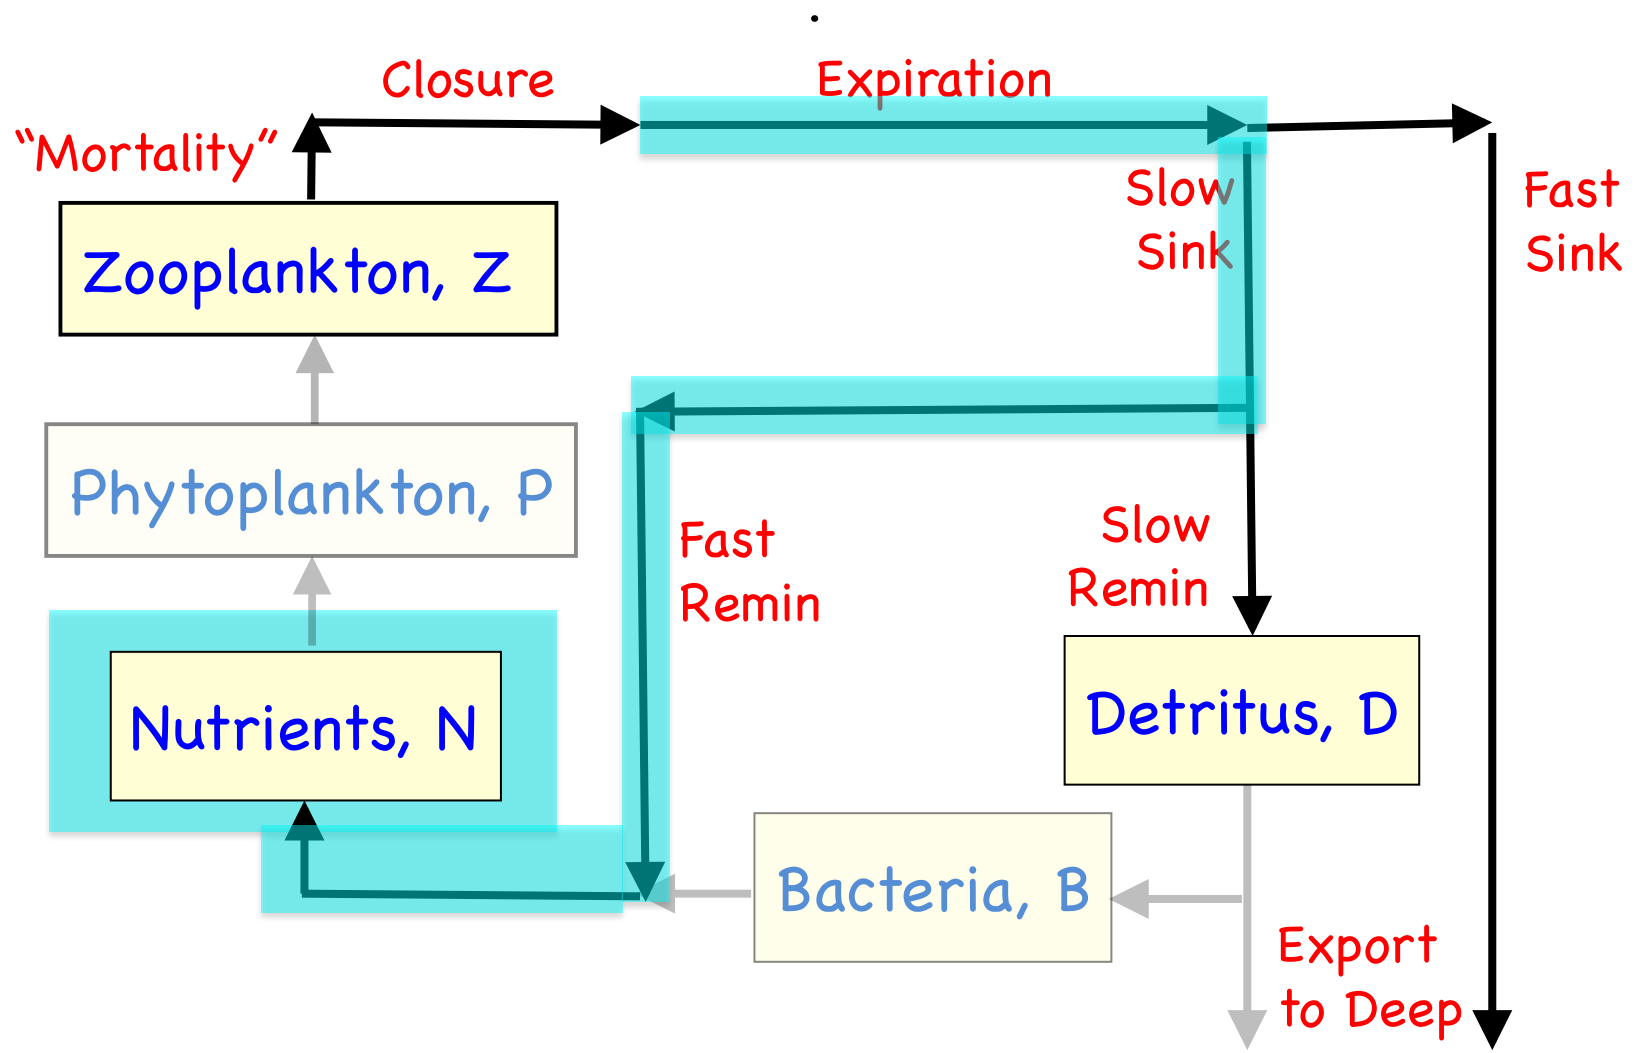 Closure
Expiration
“Mortality”
Slow
Sink
Fast
Sink
Zooplankton, Z
Phytoplankton, P
Fast
Remin
Slow
Remin
Nutrients, N
Detritus, D
Bacteria, B
Export
to Deep